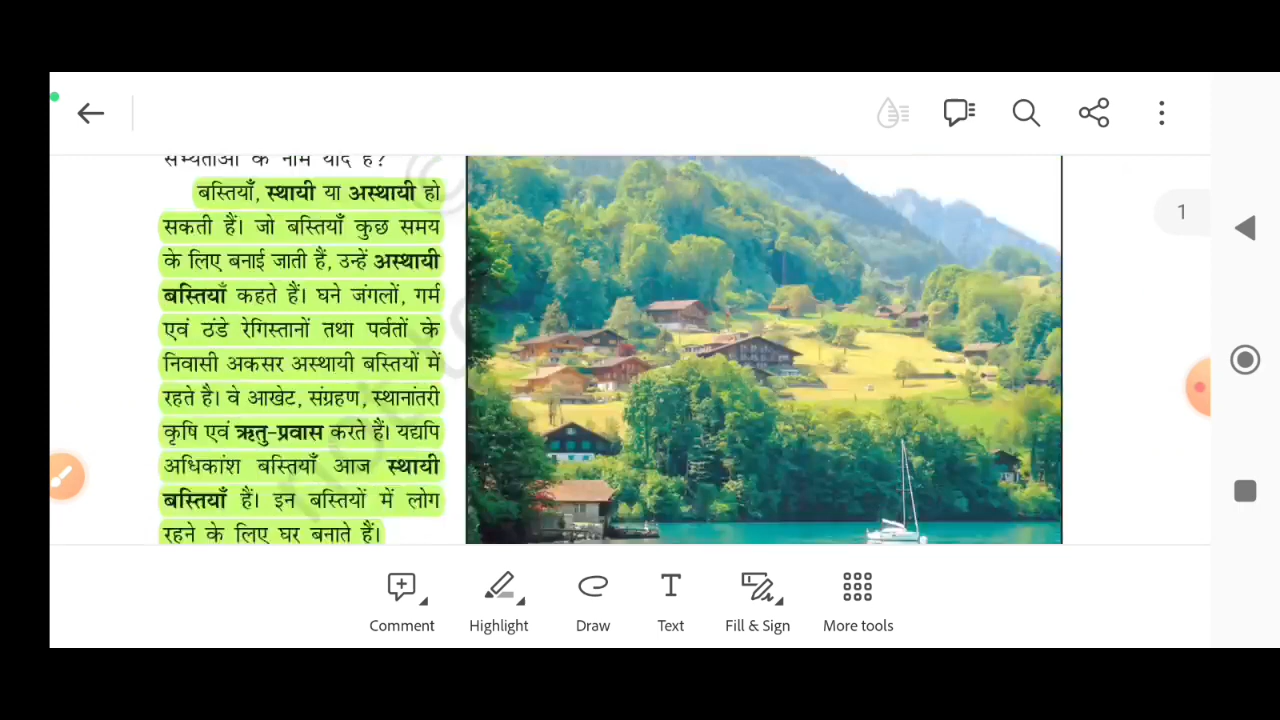 सभ्यताओं के नाम याद हैं?
बस्तियाँ, स्थायी या अस्थायी हो
सकती हैं। जो बस्तियाँ कुछ समय
के लिए बनाई जाती हैं, उन्हें अस्थायी
बस्तियाँ कहते हैं। घने जंगलों, गर्म
एवं ठंडे रेगिस्तानों तथा पर्वतों के
निवासी अकसर अस्थायी बस्तियों में
रहते है। वे आखेट, संग्रहण, स्थानांतरी
कृषि एवं ऋतु-प्रवास करते हैं। यद्यपि
अधिकांश बस्तियाँ आज स्थायी
बस्तियाँ हैं। इन बस्तियों में लोग
रहने के लिए घर बनाते हैं।
1
Comment
Highlight
Draw
T
Text
Fill & Sign
More tools